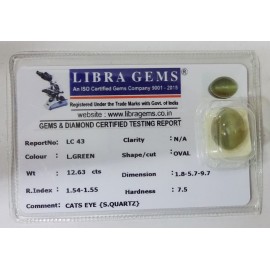 LIBRA GEMS®
An ISO Certified Gems Company 9001 - 2015
Registered Under the Trade Marks with Govt. of India
website : www.libragems.co.in
GEMS & DIAMOND CERTIFIED TESTING REPORT
ReportNo: LC 43 Clarity : N/A
Colour : L.GREEN Shape/cut : OVAL
Wt : 12.63 cts Dimension : 1.8-5.7-9.7
R.Index : 1.54-1.55 Hardness : 7.5
Comment : CATS EYE {S.QUARTZ}